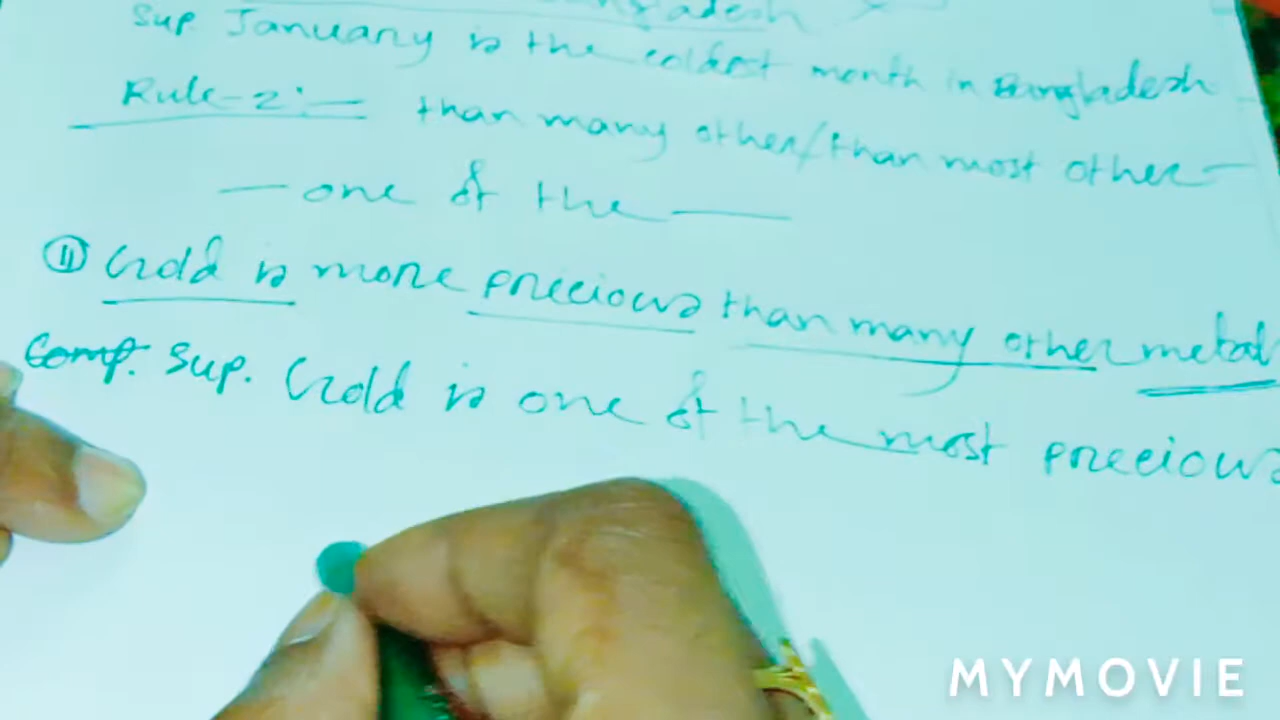 Bangladesh
Sup. January is the coldest month in Bangladesh
Rule-2:- than many other/than most other-
— one of the —
⑪ Gold is more precious than many other metal
Comp. Sup. Gold is one of the most precious
MYMOVIE